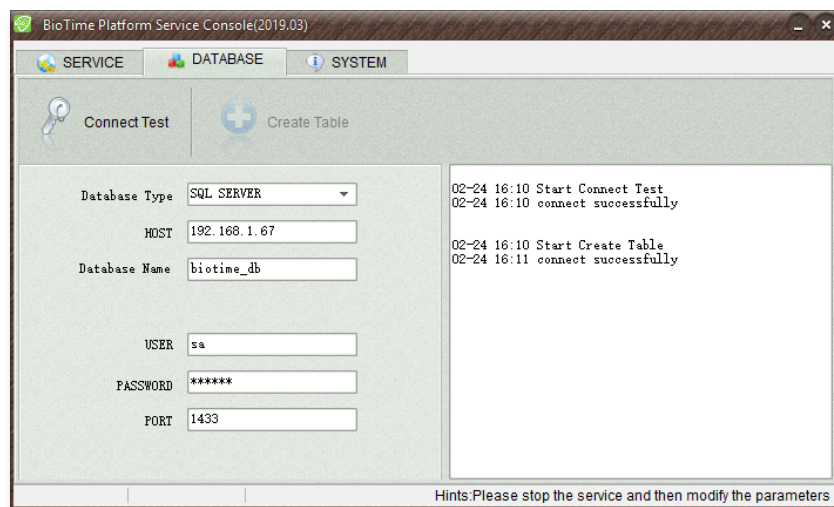 BioTime Platform Service Console(2019.03)
SERVICE DATABASE SYSTEM
Connect Test Create Table
Database Type SQL SERVER
HOST 192.168.1.67
Database Name biotime_db
USER sa
PASSWORD ******
PORT 1433
02-24 16:10 Start Connect Test
02-24 16:10 connect successfully
02-24 16:10 Start Create Table
02-24 16:11 connect successfully
Hints:Please stop the service and then modify the parameters